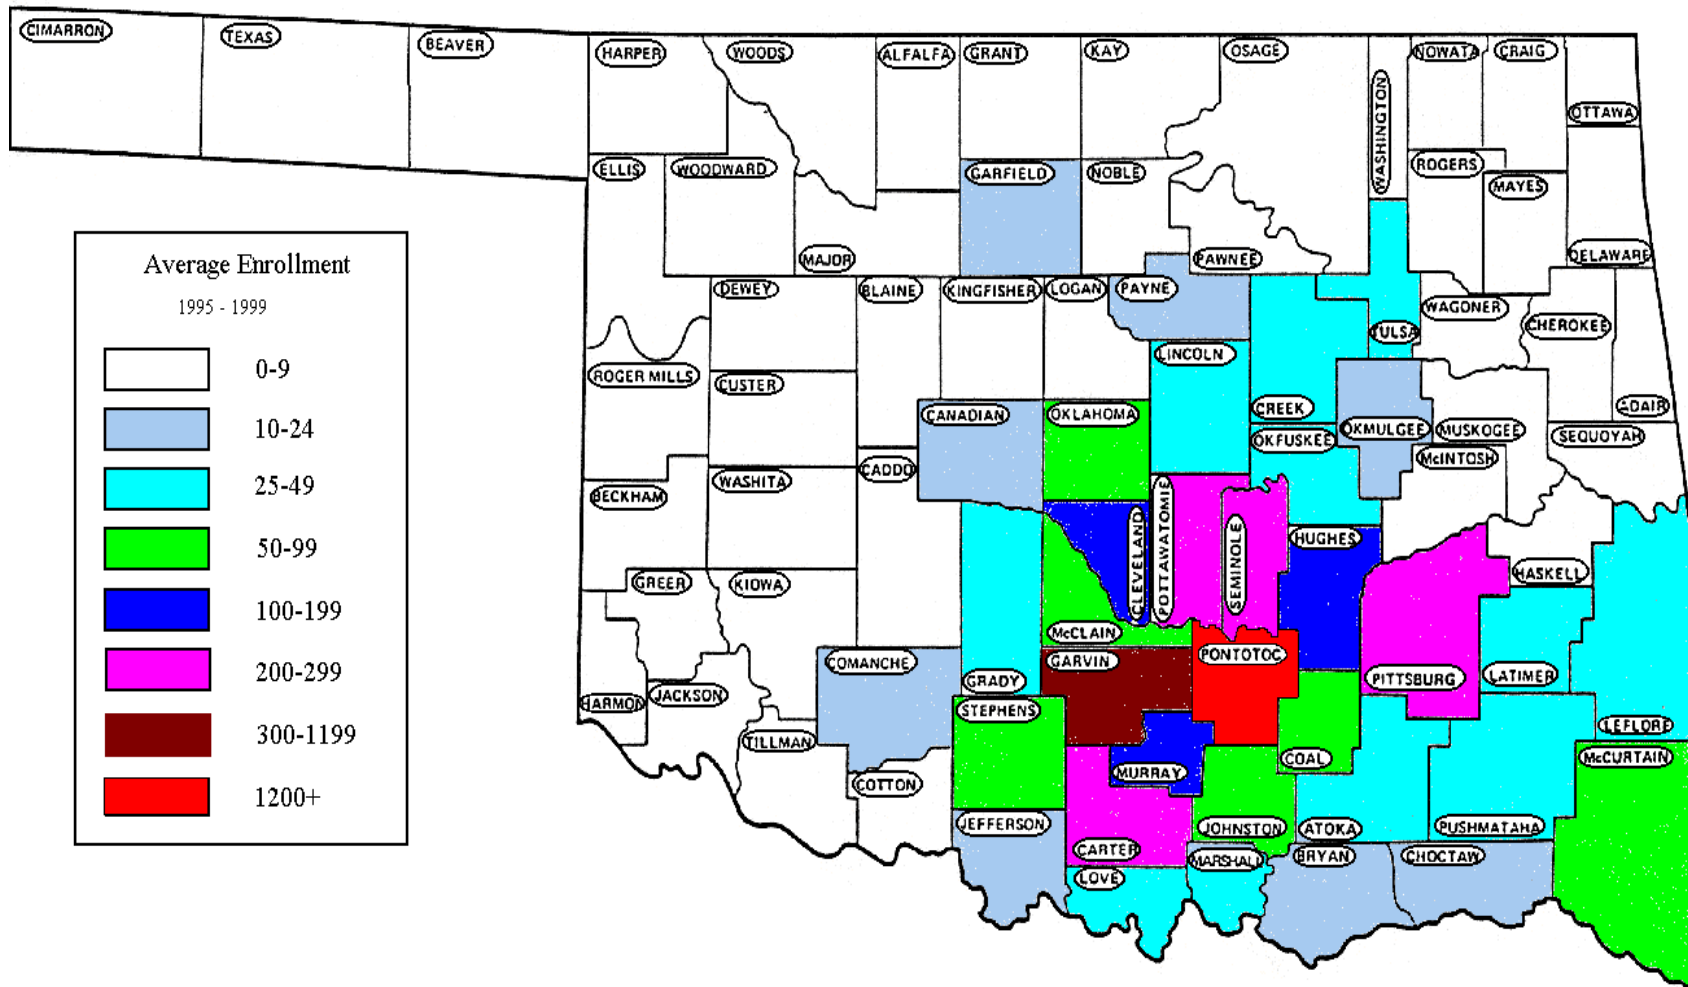 CIMARRON
TEXAS
BEAVER
HARPER
WOODS
ALFALFA
GRANT
KAY
OSAGE
WASHINGTON
NOWATA
CRAIG
OTTAWA
ELLIS
WOODWARD
GARFIELD
NOBLE
ROGERS
MAYES
MAJOR
PAWNEE
DELAWARE
Average Enrollment
1995 - 1999
0-9
10-24
25-49
50-99
100-199
200-299
300-1199
1200+
DEWEY
BLAINE
KINGFISHER
LOGAN
PAYNE
WAGONER
CHEROKEE
TULSA
LINCOLN
ROGER MILLS
CUSTER
CANADIAN
OKLAHOMA
CREEK
ADAIR
OKFUSKEE
OKMULGEE
MUSKOGEE
SEQUOYAH
CADDO
WASHITA
McINTOSH
BECKHAM
CLEVELAND
POTTAWATOMIE
SEMINOLE
HUGHES
HASKELL
GREER
KIOWA
McCLAIN
COMANCHE
GARVIN
PONTOTOC
GRADY
PITTSBURG
LATIMER
HARMON
JACKSON
STEPHENS
LEFLORE
TILLMAN
COAL
McCURTAIN
MURRAY
COTTON
JEFFERSON
JOHNSTON
ATOKA
PUSHMATAHA
CARTER
MARSHALL
BRYAN
CHOCTAW
LOVE